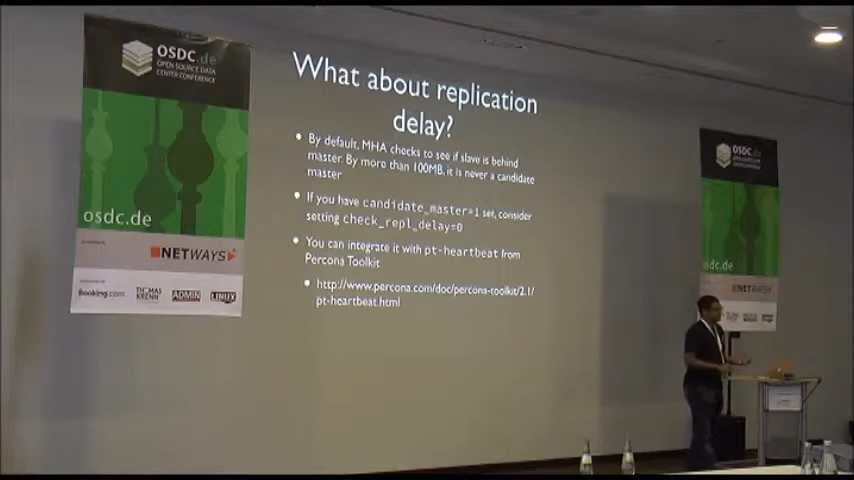 OSDC.de
OPEN SOURCE DATA
CENTER CONFERENCE
osdc.de
NETWAYS
Booking.com
THOMAS
KRENN
ADMIN
LINUX
What about replication
delay?
• By default, MHA checks to see if slave is behind
master. By more than 100MB, it is never a candidate
master
• If you have candidate_master=1 set, consider
setting check_repl_delay=0
• You can integrate it with pt-heartbeat from
Percona Toolkit
• http://www.percona.com/doc/percona-toolkit/2.1/
pt-heartbeat.html
OSDC.de
osdc.de
NETWAYS